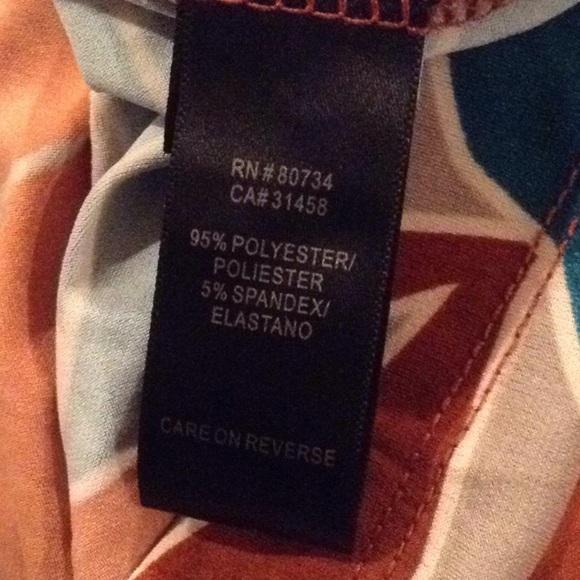 RN # 80734
CA# 31458
95% POLYESTER/
POLIESTER
5% SPANDEX/
ELASTANO
CARE ON REVERSE